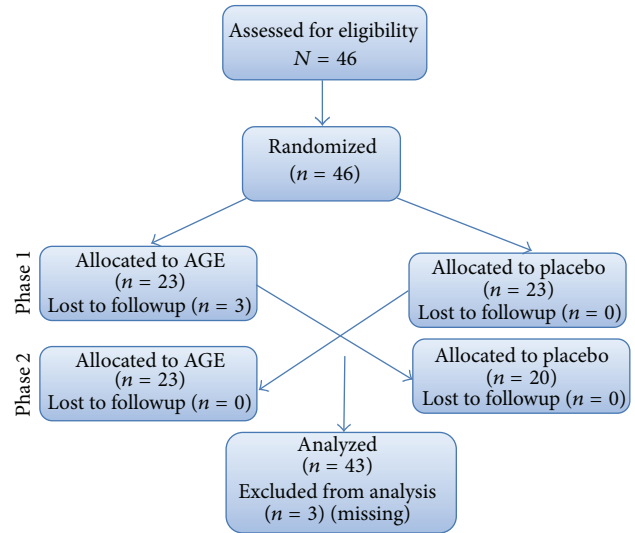 Assessed for eligibility
N = 46
Randomized
(n = 46)
Phase 1
Allocated to AGE
(n = 23)
Lost to followup (n = 3)
Allocated to placebo
(n = 23)
Lost to followup (n = 0)
Phase 2
Allocated to AGE
(n = 23)
Lost to followup (n = 0)
Allocated to placebo
(n = 20)
Lost to followup (n = 0)
Analyzed
(n = 43)
Excluded from analysis
(n = 3) (missing)